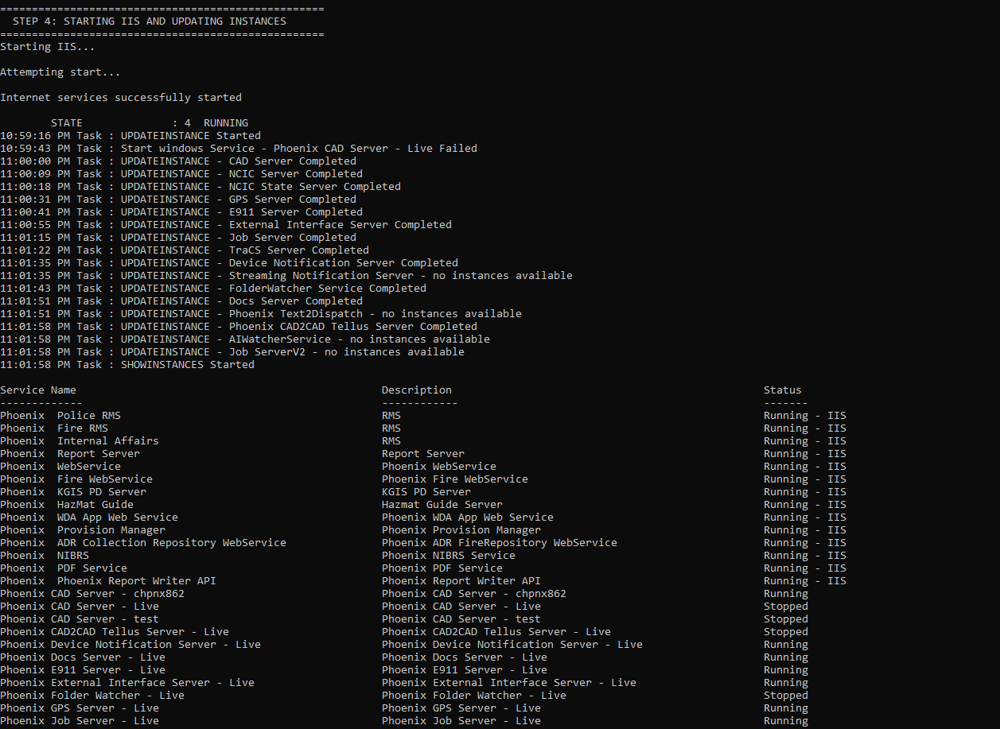 ===================================================
  STEP 4: STARTING IIS AND UPDATING INSTANCES
===================================================
Starting IIS...
Attempting start...
Internet services successfully started
        STATE              : 4  RUNNING
10:59:16 PM Task : UPDATEINSTANCE Started
10:59:43 PM Task : Start windows Service - Phoenix CAD Server - Live Failed
11:00:00 PM Task : UPDATEINSTANCE - CAD Server Completed
11:00:09 PM Task : UPDATEINSTANCE - NCIC Server Completed
11:00:18 PM Task : UPDATEINSTANCE - NCIC State Server Completed
11:00:31 PM Task : UPDATEINSTANCE - GPS Server Completed
11:00:41 PM Task : UPDATEINSTANCE - E911 Server Completed
11:00:55 PM Task : UPDATEINSTANCE - External Interface Server Completed
11:01:15 PM Task : UPDATEINSTANCE - Job Server Completed
11:01:22 PM Task : UPDATEINSTANCE - TraCS Server Completed
11:01:35 PM Task : UPDATEINSTANCE - Device Notification Server Completed
11:01:35 PM Task : UPDATEINSTANCE - Streaming Notification Server - no instances available
11:01:43 PM Task : UPDATEINSTANCE - FolderWatcher Service Completed
11:01:51 PM Task : UPDATEINSTANCE - Docs Server Completed
11:01:51 PM Task : UPDATEINSTANCE - Phoenix Text2Dispatch - no instances available
11:01:58 PM Task : UPDATEINSTANCE - Phoenix CAD2CAD Tellus Server Completed
11:01:58 PM Task : UPDATEINSTANCE - AIWatcherService - no instances available
11:01:58 PM Task : UPDATEINSTANCE - Job ServerV2 - no instances available
11:01:58 PM Task : SHOWINSTANCES Started
Service Name                                                Description                                                 Status
-------------                                               ------------                                                -------
Phoenix  Police RMS                                         RMS                                                         Running - IIS
Phoenix  Fire RMS                                           RMS                                                         Running - IIS
Phoenix  Internal Affairs                                   RMS                                                         Running - IIS
Phoenix  Report Server                                      Report Server                                               Running - IIS
Phoenix  WebService                                         Phoenix WebService                                          Running - IIS
Phoenix  Fire WebService                                    Phoenix Fire WebService                                     Running - IIS
Phoenix  KGIS PD Server                                     KGIS PD Server                                              Running - IIS
Phoenix  HazMat Guide                                       Hazmat Guide Server                                         Running - IIS
Phoenix  WDA App Web Service                                Phoenix WDA App Web Service                                 Running - IIS
Phoenix  Provision Manager                                  Phoenix Provision Manager                                   Running - IIS
Phoenix  ADR Collection Repository WebService               Phoenix ADR FireRepository WebService                       Running - IIS
Phoenix  NIBRS                                              Phoenix NIBRS Service                                       Running - IIS
Phoenix  PDF Service                                        Phoenix PDF Service                                         Running - IIS
Phoenix  Phoenix Report Writer API                          Phoenix Report Writer API                                   Running - IIS
Phoenix CAD Server - chpnx862                               Phoenix CAD Server - chpnx862                               Running
Phoenix CAD Server - Live                                   Phoenix CAD Server - Live                                   Stopped
Phoenix CAD Server - test                                   Phoenix CAD Server - test                                   Stopped
Phoenix CAD2CAD Tellus Server - Live                        Phoenix CAD2CAD Tellus Server - Live                        Stopped
Phoenix Device Notification Server - Live                   Phoenix Device Notification Server - Live                   Running
Phoenix Docs Server - Live                                  Phoenix Docs Server - Live                                  Running
Phoenix E911 Server - Live                                  Phoenix E911 Server - Live                                  Running
Phoenix External Interface Server - Live                    Phoenix External Interface Server - Live                    Running
Phoenix Folder Watcher - Live                               Phoenix Folder Watcher - Live                               Stopped
Phoenix GPS Server - Live                                   Phoenix GPS Server - Live                                   Running
Phoenix Job Server - Live                                   Phoenix Job Server - Live                                   Running